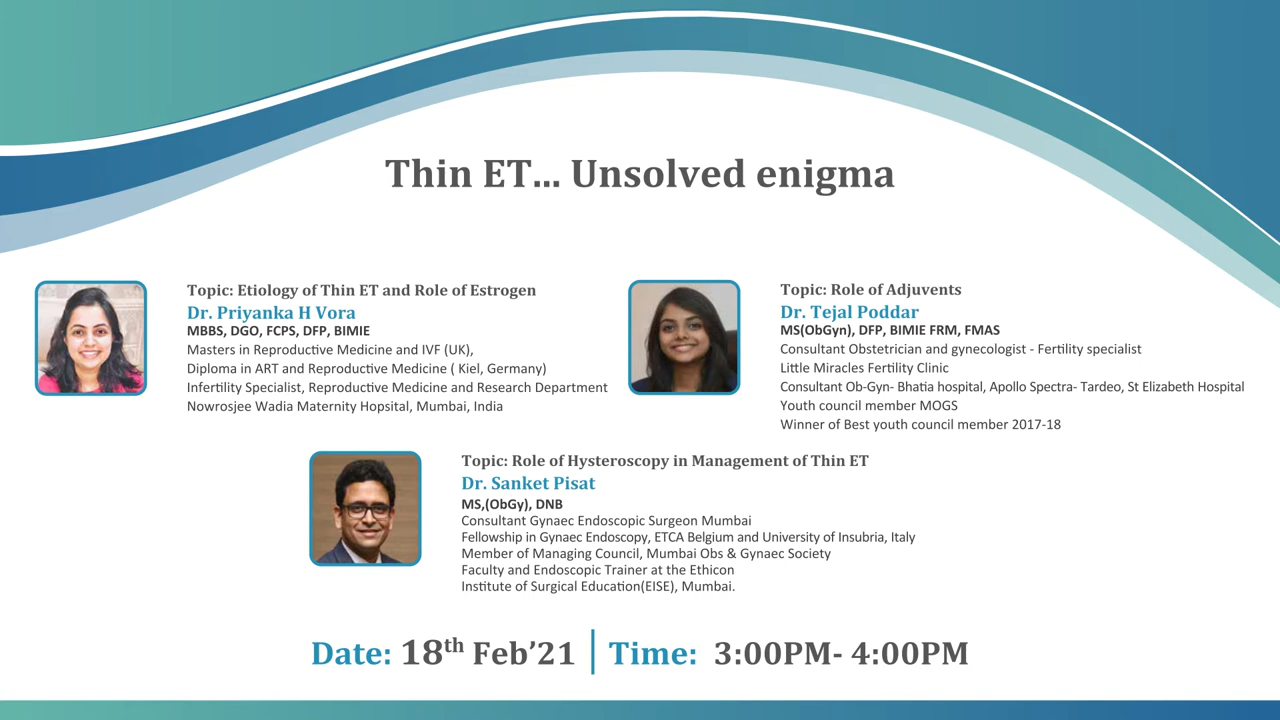 Thin ET... Unsolved enigma
Topic: Etiology of Thin ET and Role of Estrogen
Dr. Priyanka H Vora
MBBS, DGO, FCPS, DFP, BIMIE
Masters in Reproductive Medicine and IVF (UK),
Diploma in ART and Reproductive Medicine ( Kiel, Germany)
Infertility Specialist, Reproductive Medicine and Research Department
Nowrosjee Wadia Maternity Hopsital, Mumbai, India
Topic: Role of Adjuvents
Dr. Tejal Poddar
MS(ObGyn), DFP, BIMIE FRM, FMAS
Consultant Obstetrician and gynecologist - Fertility specialist
Little Miracles Fertility Clinic
Consultant Ob-Gyn- Bhatia hospital, Apollo Spectra- Tardeo, St Elizabeth Hospital
Youth council member MOGS
Winner of Best youth council member 2017-18
Topic: Role of Hysteroscopy in Management of Thin ET
Dr. Sanket Pisat
MS,(ObGy), DNB
Consultant Gynaec Endoscopic Surgeon Mumbai
Fellowship in Gynaec Endoscopy, ETCA Belgium and University of Insubria, Italy
Member of Managing Council, Mumbai Obs & Gynaec Society
Faculty and Endoscopic Trainer at the Ethicon
Institute of Surgical Education(EISE), Mumbai.
Date: 18th Feb’21 | Time: 3:00PM- 4:00PM